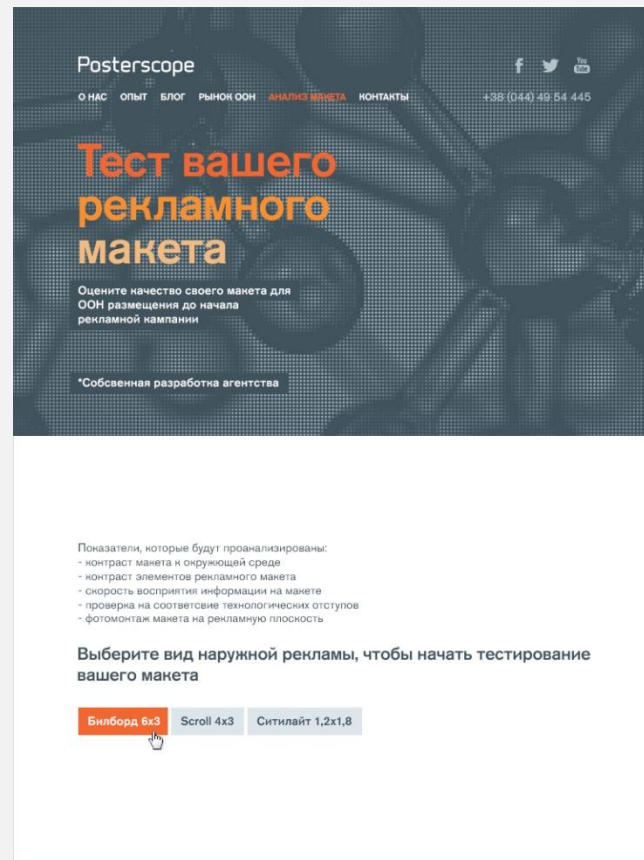 Posterscope
You
Tube
О НАС ОПЫТ БЛОГ РЫНОК ООН АНАЛИЗ МАКЕТА КОНТАКТЫ
+38 (044) 49 54 445
Тест вашего
рекламного
макета
Оцените качество своего макета для
ООН размещения до начала
рекламной кампании
*Собсвенная разработка агентства
Показатели, которые будут проанализированы:
- контраст макета к окружающей среде
- контраст элементов рекламного макета
- скорость восприятия информации на макете
- проверка на соответсвие технологических отступов
- фотомонтаж макета на рекламную плоскость
Выберите вид наружной рекламы, чтобы начать тестирование
вашего макета
Билборд 6х3 Scroll 4x3 Ситилайт 1,2х1,8